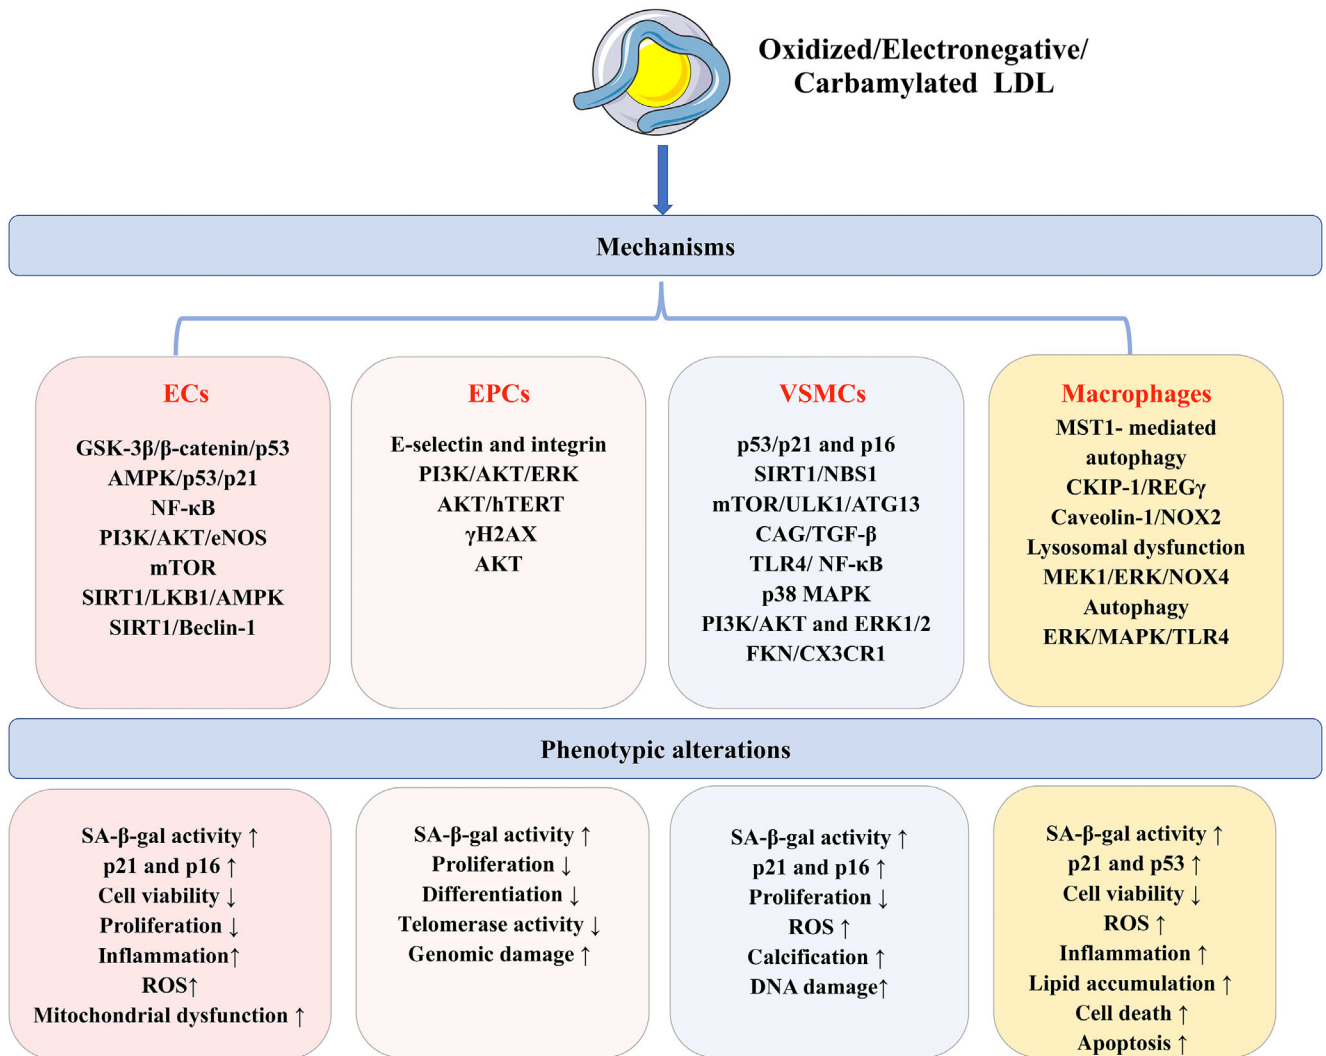 Oxidized/Electronegative/
Carbamylated LDL
Mechanisms
ECs
GSK-3β/β-catenin/p53
AMPK/p53/p21
NF-κB
PI3K/AKT/eNOS
mTOR
SIRT1/LKB1/AMPK
SIRT1/Beclin-1
EPCs
E-selectin and integrin
PI3K/AKT/ERK
AKT/hTERT
γH2AX
AKT
VSMCs
p53/p21 and p16
SIRT1/NBS1
mTOR/ULK1/ATG13
CAG/TGF-β
TLR4/ NF-κB
p38 MAPK
PI3K/AKT and ERK1/2
FKN/CX3CR1
Macrophages
MST1- mediated
autophagy
CKIP-1/REGγ
Caveolin-1/NOX2
Lysosomal dysfunction
MEK1/ERK/NOX4
Autophagy
ERK/MAPK/TLR4
Phenotypic alterations
SA-β-gal activity ↑
p21 and p16 ↑
Cell viability ↓
Proliferation ↓
Inflammation↑
ROS↑
Mitochondrial dysfunction ↑
SA-β-gal activity ↑
Proliferation ↓
Differentiation ↓
Telomerase activity ↓
Genomic damage ↑
SA-β-gal activity ↑
p21 and p16 ↑
Proliferation ↓
ROS ↑
Calcification ↑
DNA damage↑
SA-β-gal activity ↑
p21 and p53 ↑
Cell viability ↓
ROS ↑
Inflammation ↑
Lipid accumulation ↑
Cell death ↑
Apoptosis ↑